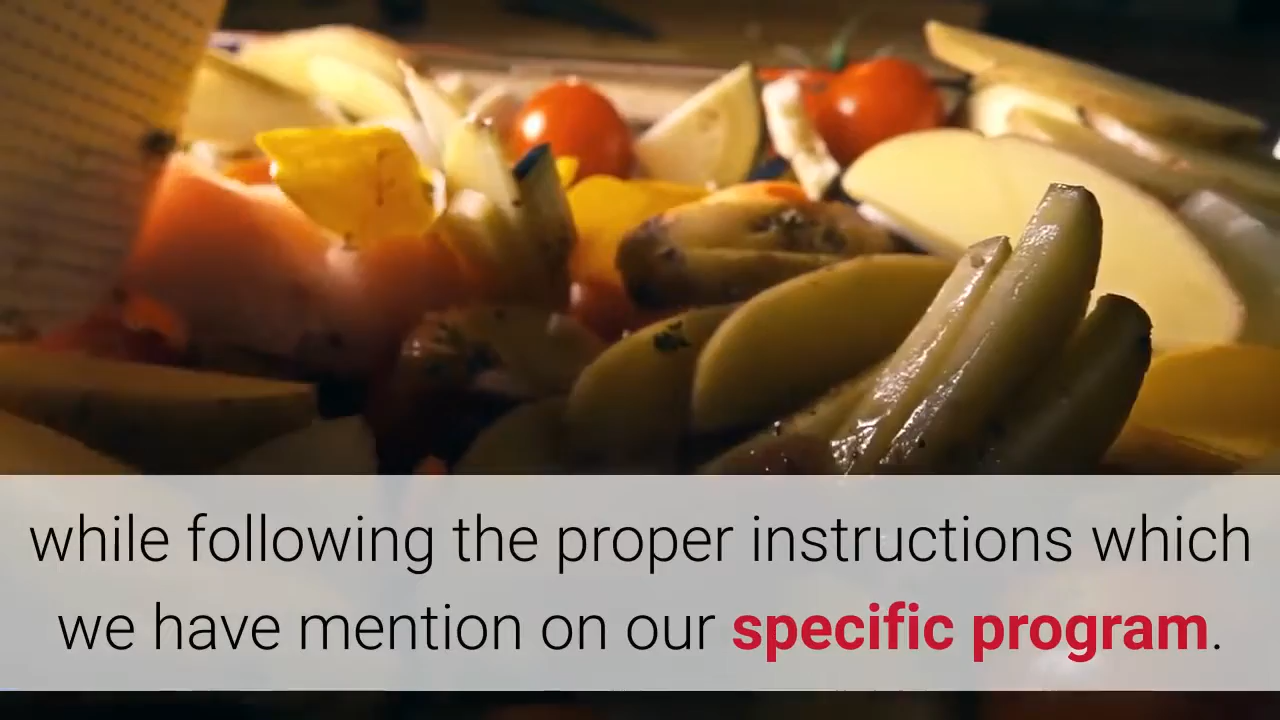 while following the proper instructions which
we have mention on our specific program.